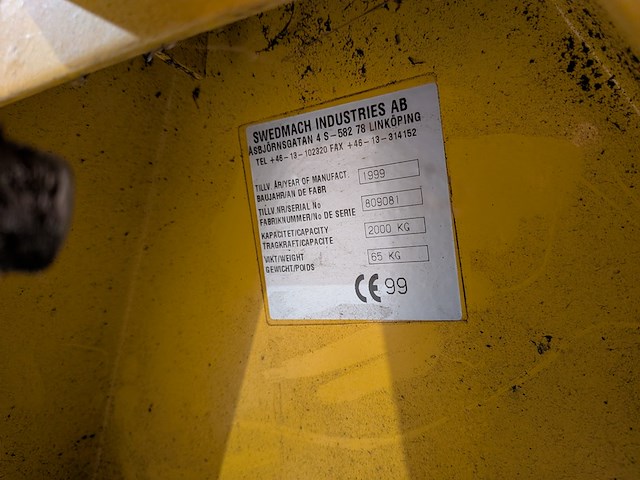 SWEDMACH INDUSTRIES AB
ASBJÖRNSGATAN 4 S-582 78 LINKÖPING
TEL +46-13-102320 FAX +46-13-314152
TILLV. ÅR/YEAR OF MANUFACT. 1999
BAUJAHR/AN DE FABR
TILLV.NR/SERIAL No 809081
FABRIKNUMMER/No DE SERIE
KAPACITET/CAPACITY 2000 KG
TRAGKRAFT/CAPACITE
VIKT/WEIGHT 65 KG
GEWICHT/POIDS
CE 99